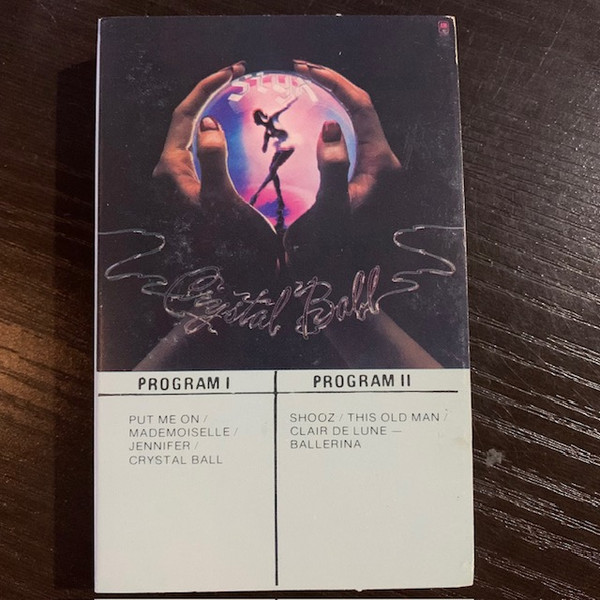 Styx
Crystal Ball
PROGRAM I
PUT ME ON /
MADEMOISELLE /
JENNIFER /
CRYSTAL BALL
PROGRAM II
SHOOZ / THIS OLD MAN /
CLAIR DE LUNE —
BALLERINA